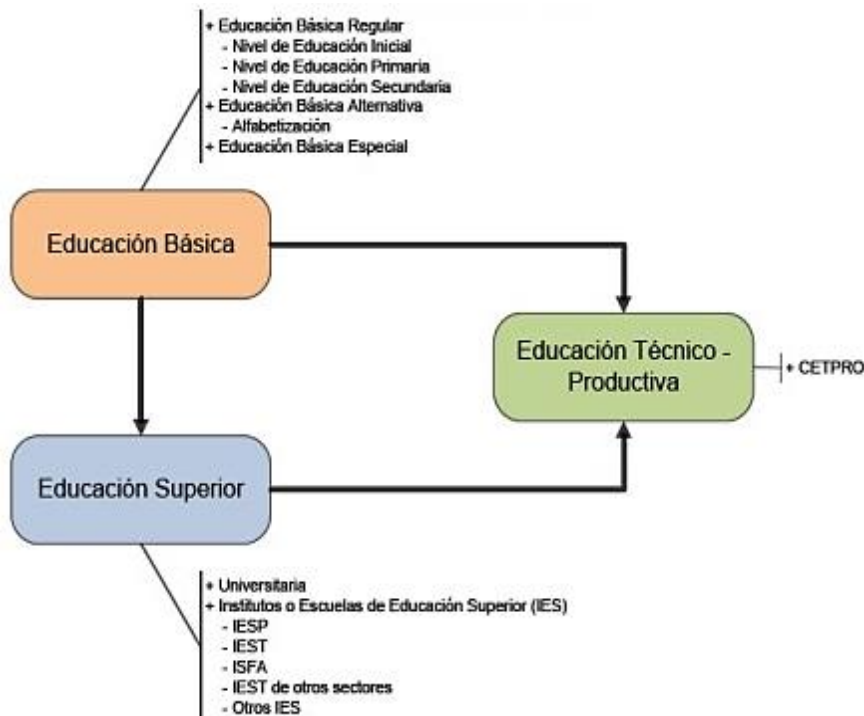 + Educación Básica Regular
- Nivel de Educación Inicial
- Nivel de Educación Primaria
- Nivel de Educación Secundaria
+ Educación Básica Alternativa
- Alfabetización
+ Educación Básica Especial
Educación Básica
Educación Técnico -
Productiva
+ CETPRO
Educación Superior
+ Universitaria
+ Institutos o Escuelas de Educación Superior (IES)
- IESP
- IEST
- ISFA
- IEST de otros sectores
- Otros IES